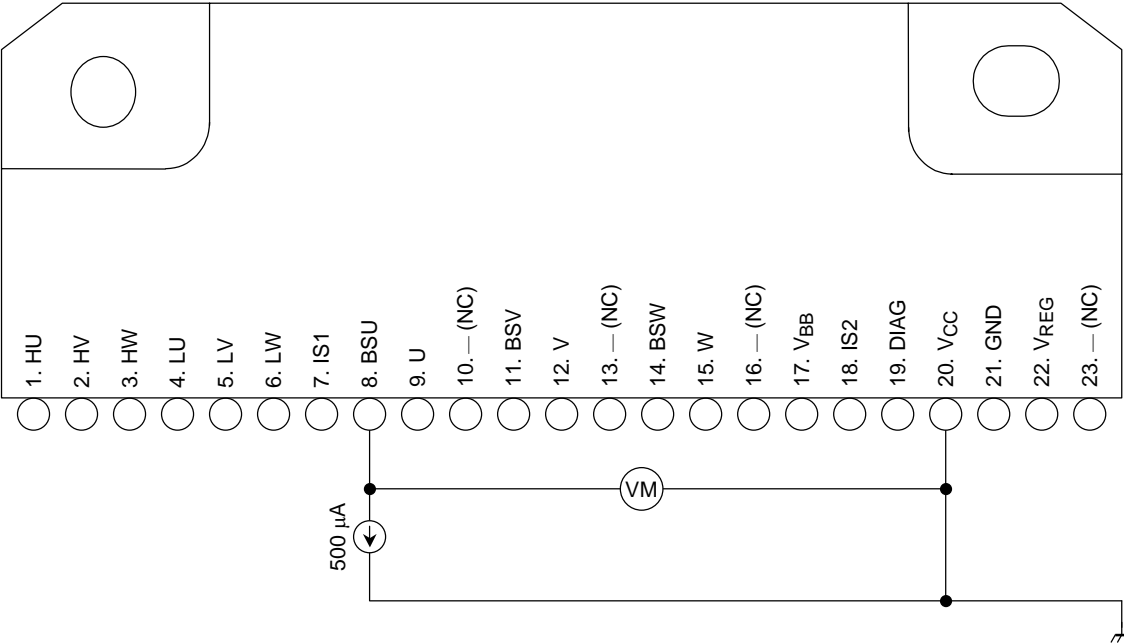 1. HU
2. HV
3. HW
4. LU
5. LV
6. LW
7. IS1
8. BSU
9. U
10. — (NC)
11. BSV
12. V
13. — (NC)
14. BSW
15. W
16. — (NC)
17. VBB
18. IS2
19. DIAG
20. VCC
21. GND
22. VREG
23. — (NC)
VM
500 μA